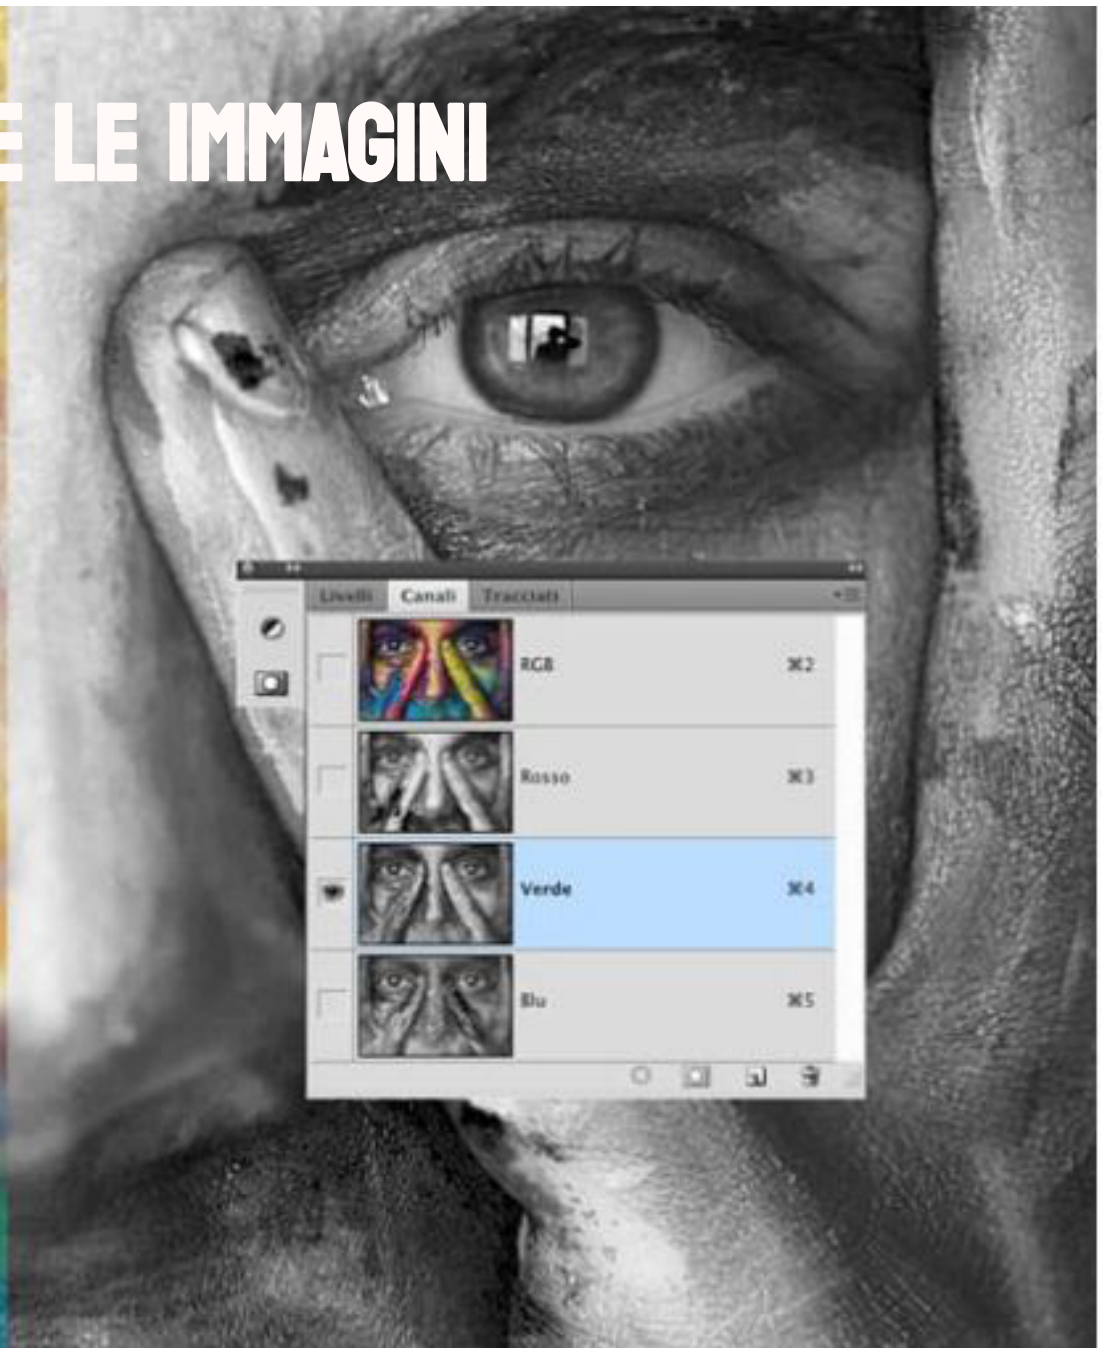 E LE IMMAGINI
Livelli Canali Tracciati
RGB ⌘2
Rosso ⌘3
Verde ⌘4
Blu ⌘5